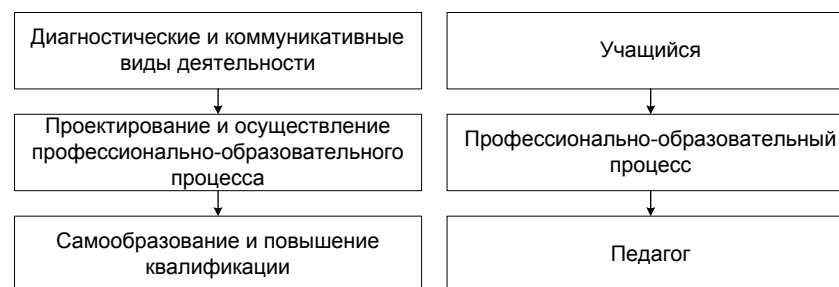 Диагностические и коммуникативные
виды деятельности
Учащийся
Проектирование и осуществление
профессионально-образовательного
процесса
Профессионально-образовательный
процесс
Самообразование и повышение
квалификации
Педагог